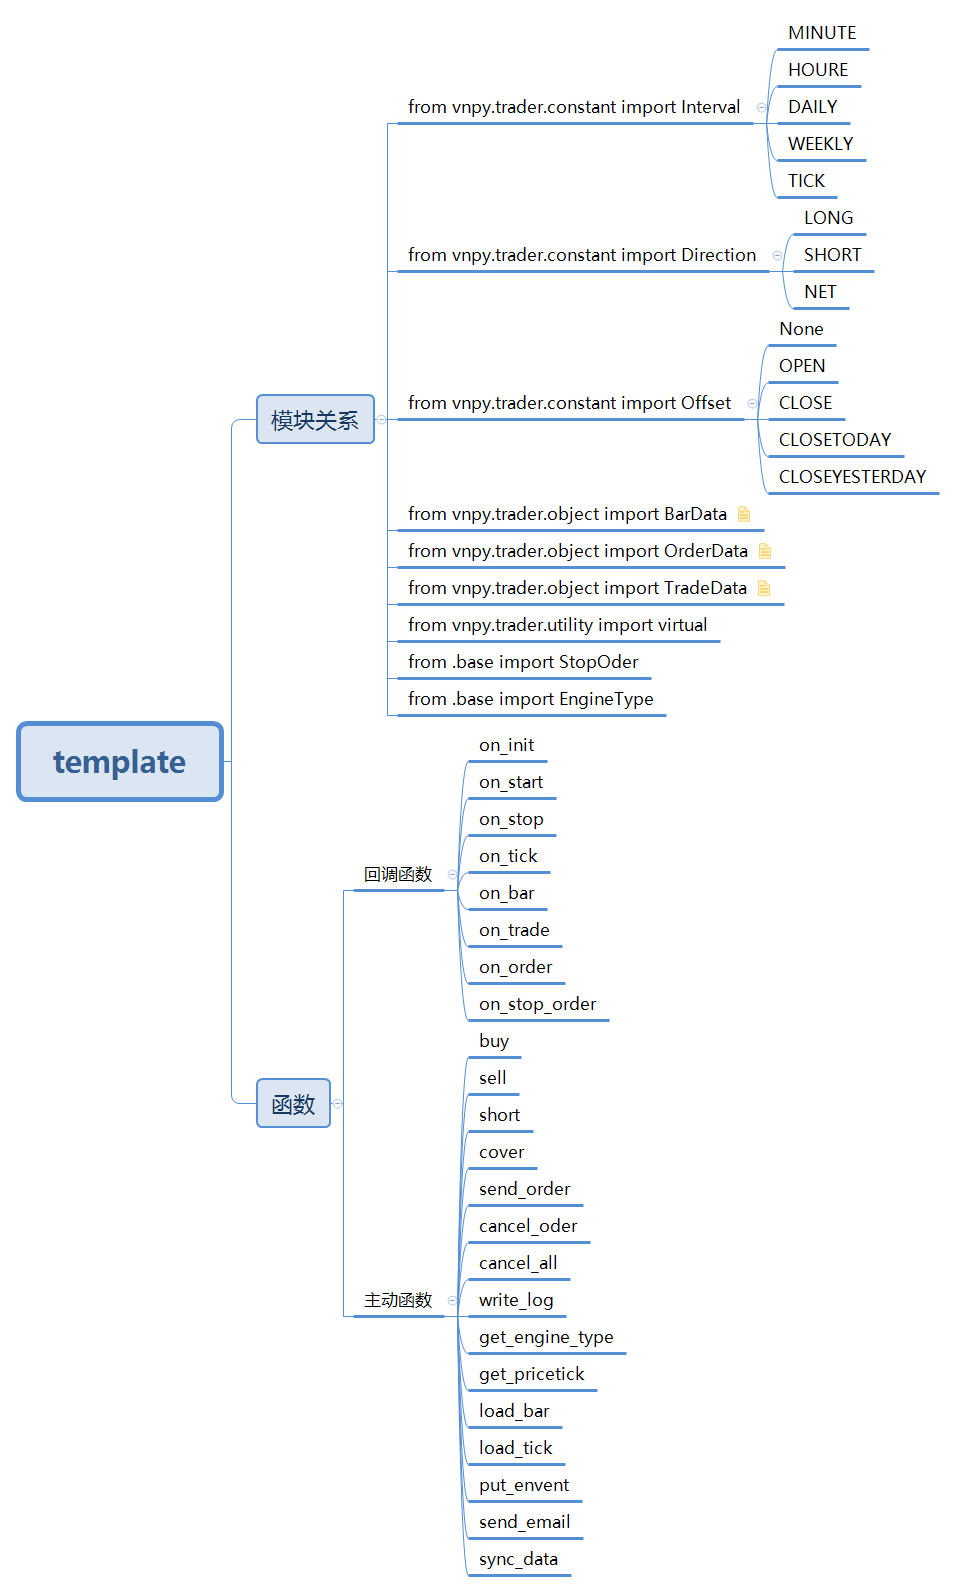 template
模块关系
from vnpy.trader.constant import Interval
MINUTE
HOURE
DAILY
WEEKLY
TICK
from vnpy.trader.constant import Direction
LONG
SHORT
NET
from vnpy.trader.constant import Offset
None
OPEN
CLOSE
CLOSETODAY
CLOSEYESTERDAY
from vnpy.trader.object import BarData
from vnpy.trader.object import OrderData
from vnpy.trader.object import TradeData
from vnpy.trader.utility import virtual
from .base import StopOder
from .base import EngineType
函数
回调函数
on_init
on_start
on_stop
on_tick
on_bar
on_trade
on_order
on_stop_order
主动函数
buy
sell
short
cover
send_order
cancel_oder
cancel_all
write_log
get_engine_type
get_pricetick
load_bar
load_tick
put_envent
send_email
sync_data